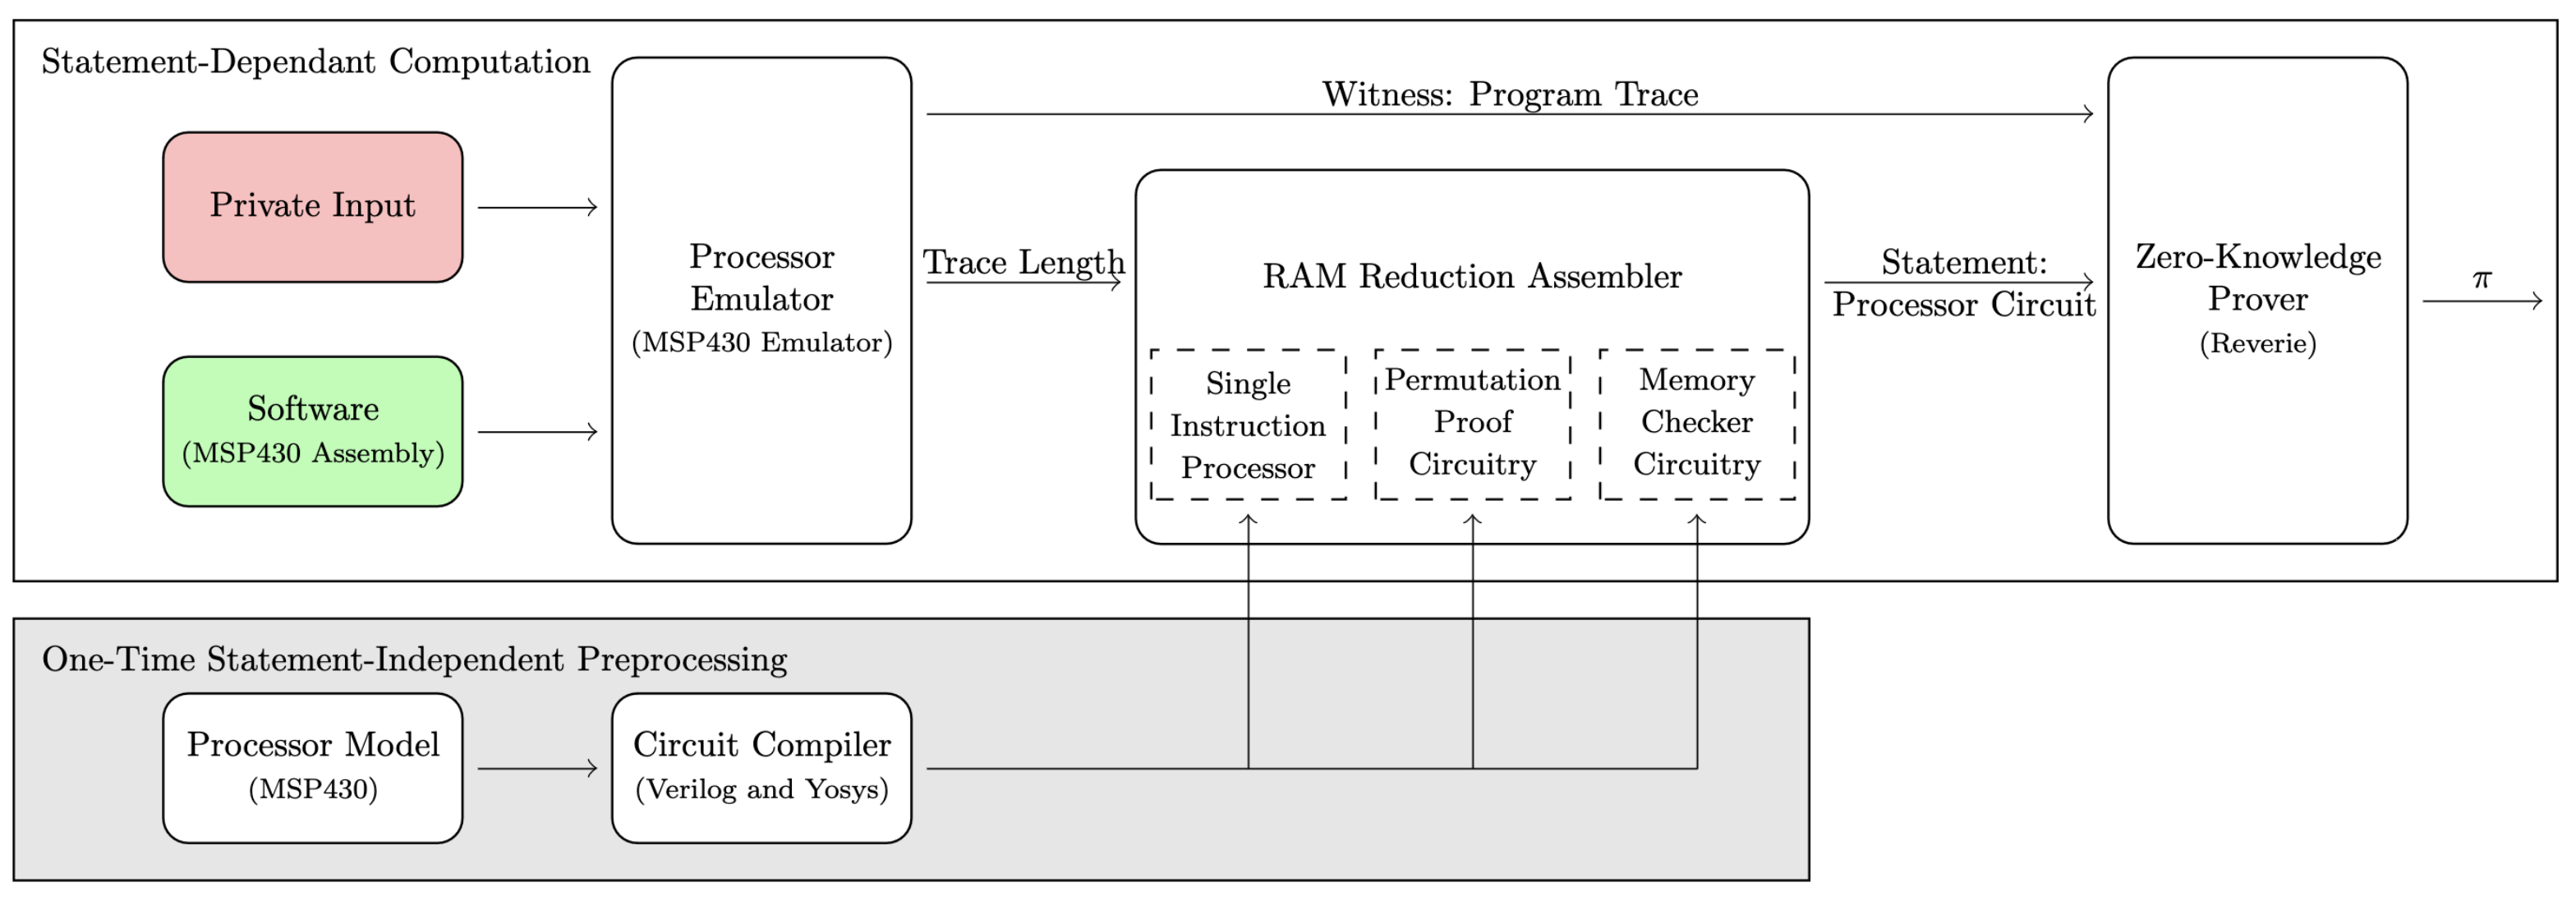 Statement-Dependant Computation
Private Input
Software
(MSP430 Assembly)
Processor
Emulator
(MSP430 Emulator)
Witness: Program Trace
Trace Length
RAM Reduction Assembler
Single
Instruction
Processor
Permutation
Proof
Circuitry
Memory
Checker
Circuitry
Statement:
Processor Circuit
Zero-Knowledge
Prover
(Reverie)
π
One-Time Statement-Independent Preprocessing
Processor Model
(MSP430)
Circuit Compiler
(Verilog and Yosys)